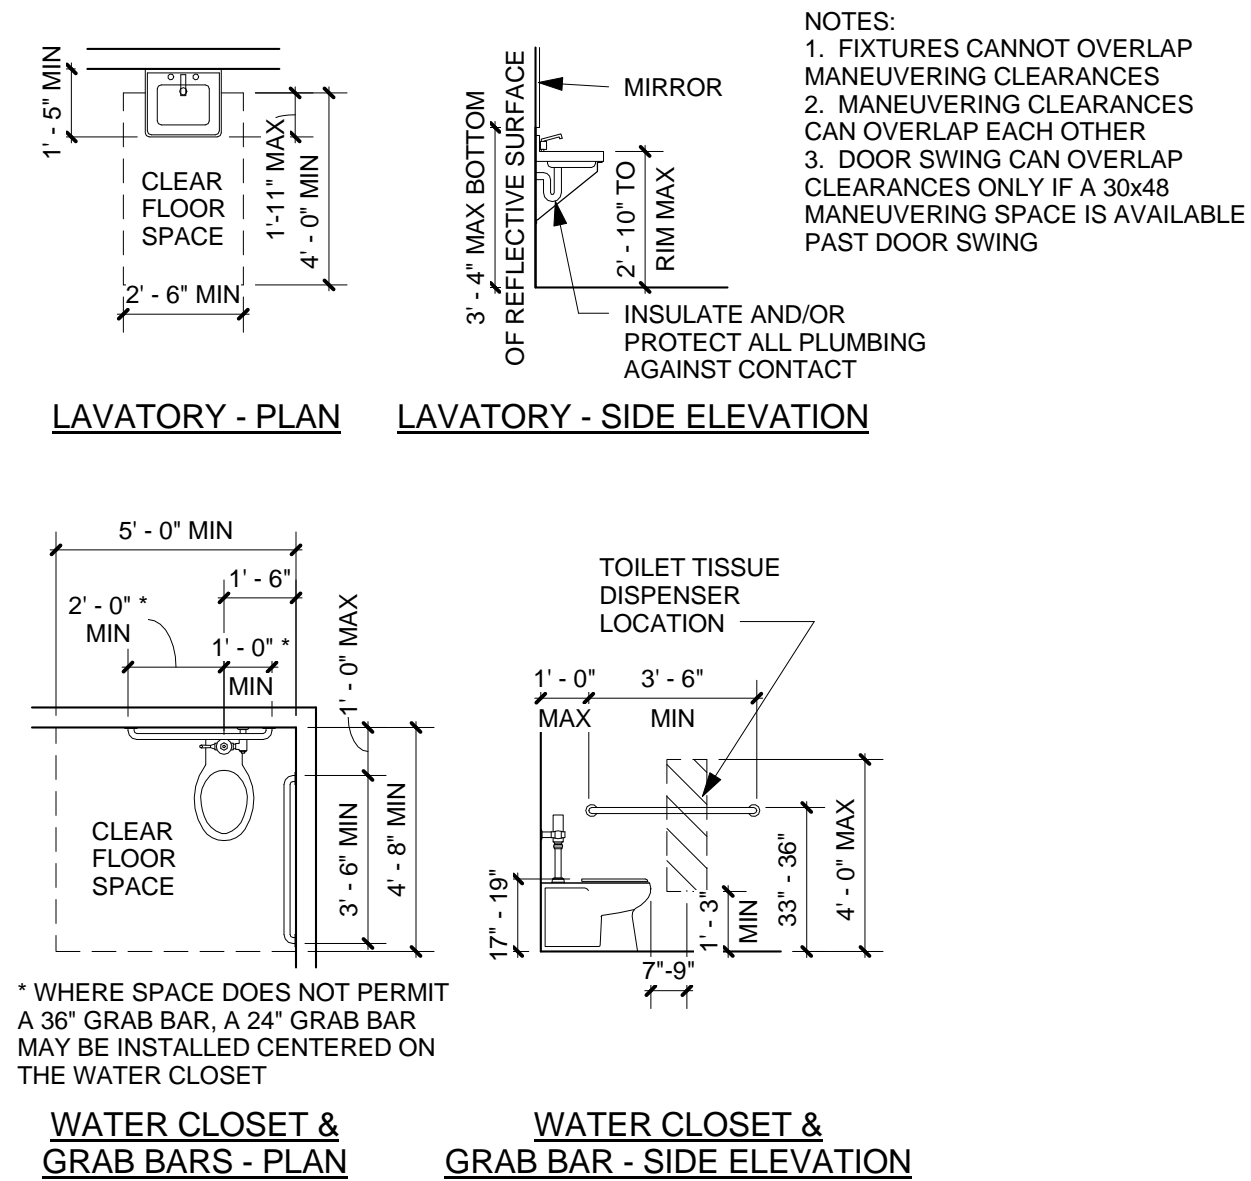 NOTES:
1. FIXTURES CANNOT OVERLAP
MANEUVERING CLEARANCES
2. MANEUVERING CLEARANCES
CAN OVERLAP EACH OTHER
3. DOOR SWING CAN OVERLAP
CLEARANCES ONLY IF A 30x48
MANEUVERING SPACE IS AVAILABLE
PAST DOOR SWING
1' - 5" MIN
CLEAR
FLOOR
SPACE
1'-11" MAX
4' - 0" MIN
2' - 6" MIN
LAVATORY - PLAN
3' - 4" MAX BOTTOM
OF REFLECTIVE SURFACE
MIRROR
2' - 10" TO
RIM MAX
INSULATE AND/OR
PROTECT ALL PLUMBING
AGAINST CONTACT
LAVATORY - SIDE ELEVATION
5' - 0" MIN
1' - 6"
2' - 0" *
MIN
1' - 0" *
MIN
1' - 0" MAX
CLEAR
FLOOR
SPACE
3' - 6" MIN
4' - 8" MIN
* WHERE SPACE DOES NOT PERMIT
A 36" GRAB BAR, A 24" GRAB BAR
MAY BE INSTALLED CENTERED ON
THE WATER CLOSET
WATER CLOSET &
GRAB BARS - PLAN
TOILET TISSUE
DISPENSER
LOCATION
1' - 0"
MAX
3' - 6"
MIN
17" - 19"
1' - 3"
MIN
33" - 36"
4' - 0" MAX
7"-9"
WATER CLOSET &
GRAB BAR - SIDE ELEVATION